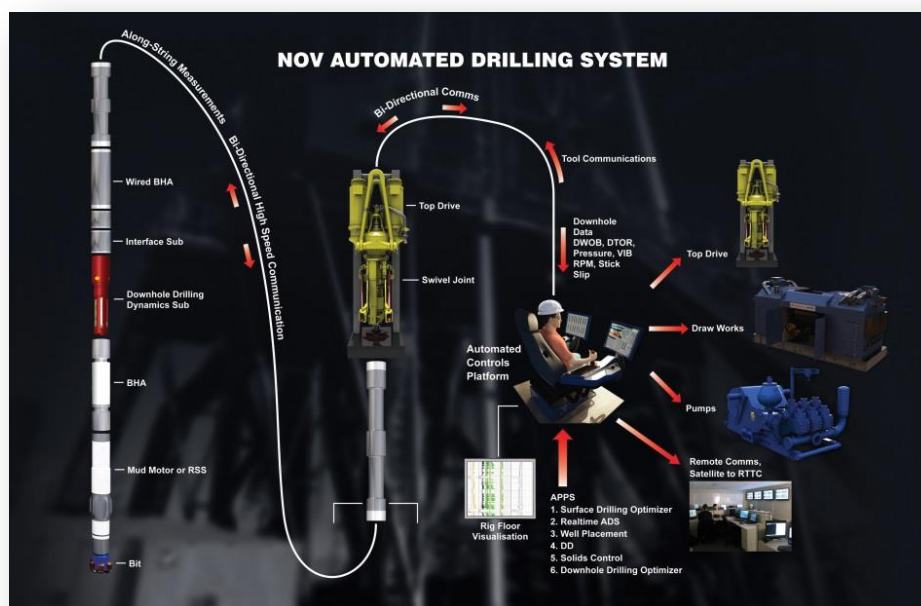 NOV AUTOMATED DRILLING SYSTEM
Along-String Measurements
Bi-Directional High Speed Communication
Wired BHA
Interface Sub
Downhole Drilling
Dynamics Sub
BHA
Mud Motor or RSS
Bit
Bi-Directional Comms
Tool Communications
Top Drive
Swivel Joint
Downhole
Data
DWOB, DTOR,
Pressure, VIB
RPM, Stick
Slip
Automated
Controls
Platform
Top Drive
Draw Works
Pumps
Remote Comms,
Satellite to RTTC
Rig Floor
Visualisation
APPS
1. Surface Drilling Optimizer
2. Realtime ADS
3. Well Placement
4. DD
5. Solids Control
6. Downhole Drilling Optimizer